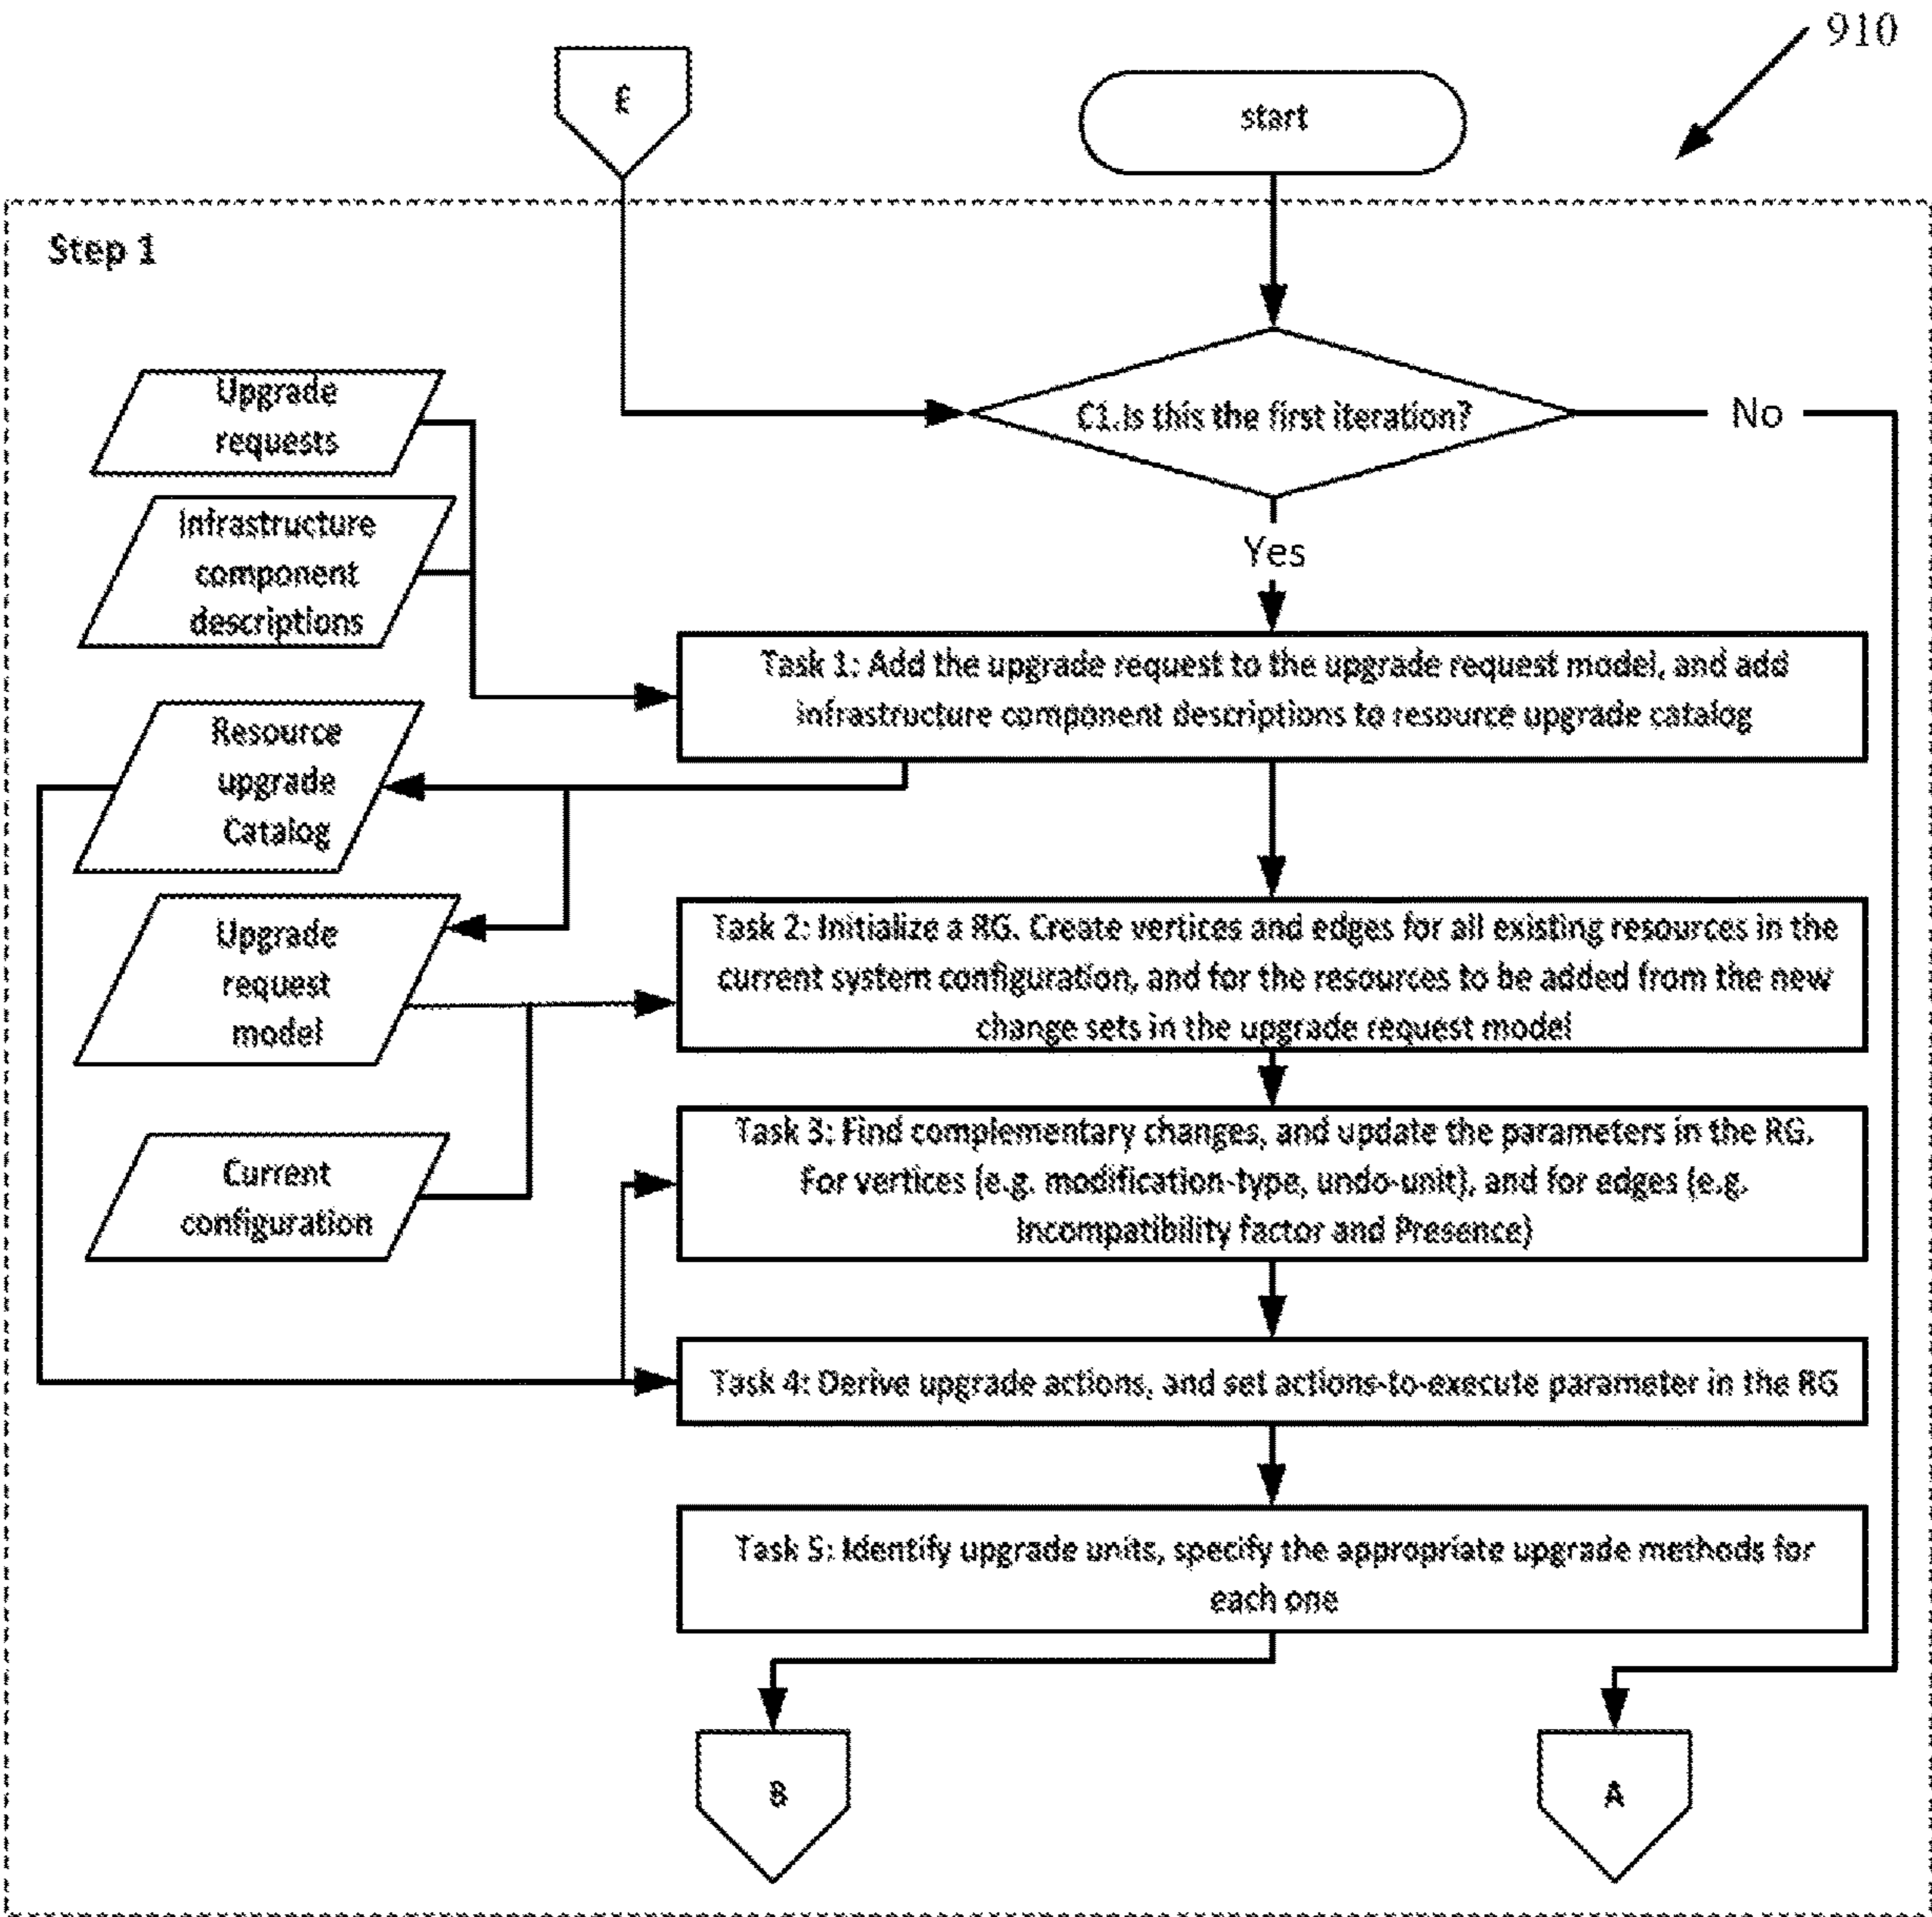 910
E
start
Step 1
C1.Is this the first iteration?
No
Upgrade
requests
Yes
Infrastructure
component
descriptions
Task 1: Add the upgrade request to the upgrade request model, and add
infrastructure component descriptions to resource upgrade catalog
Resource
upgrade
Catalog
Upgrade
request
model
Task 2: Initialize a RG. Create vertices and edges for all existing resources in the
current system configuration, and for the resources to be added from the new
change sets in the upgrade request model
Current
configuration
Task 3: Find complementary changes, and update the parameters in the RG.
For vertices (e.g. modification-type, undo-unit), and for edges (e.g.
Incompatibility factor and Presence)
Task 4: Derive upgrade actions, and set actions-to-execute parameter in the RG
Task 5: Identify upgrade units, specify the appropriate upgrade methods for
each one
B
A